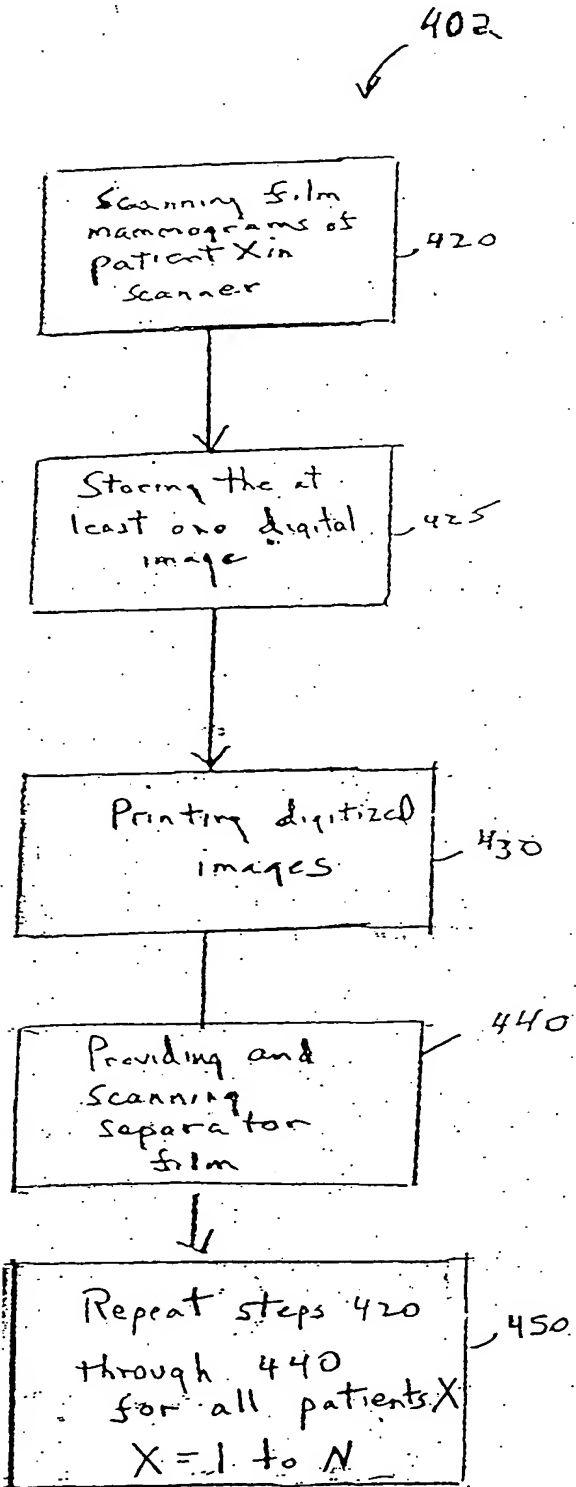 402
Scanning film
mammograms of
patient X in
scanner
420
Storing the at
least one digital
image
425
Printing digitized
images
430
440
Providing and
scanning
separator
film
Repeat steps 420
through 440
for all patients X
X = 1 to N
450